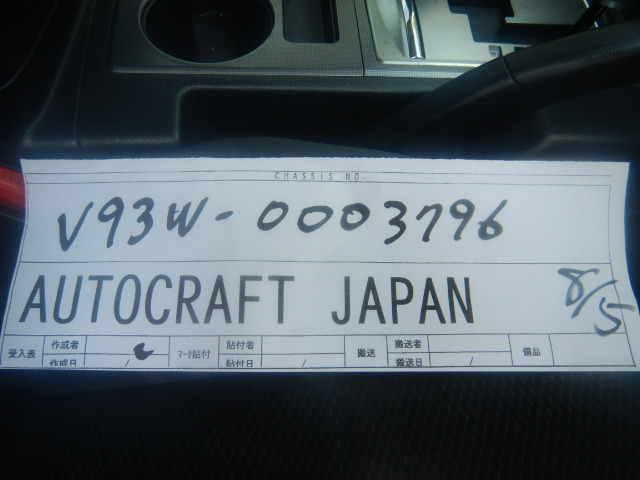 CHASSIS NO.
V93W-0003796
AUTOCRAFT JAPAN 8/5
受入表 作成者 マーク貼付 貼付者 搬送 搬送者 備品
作成日 / 貼付日 / 搬送日 /